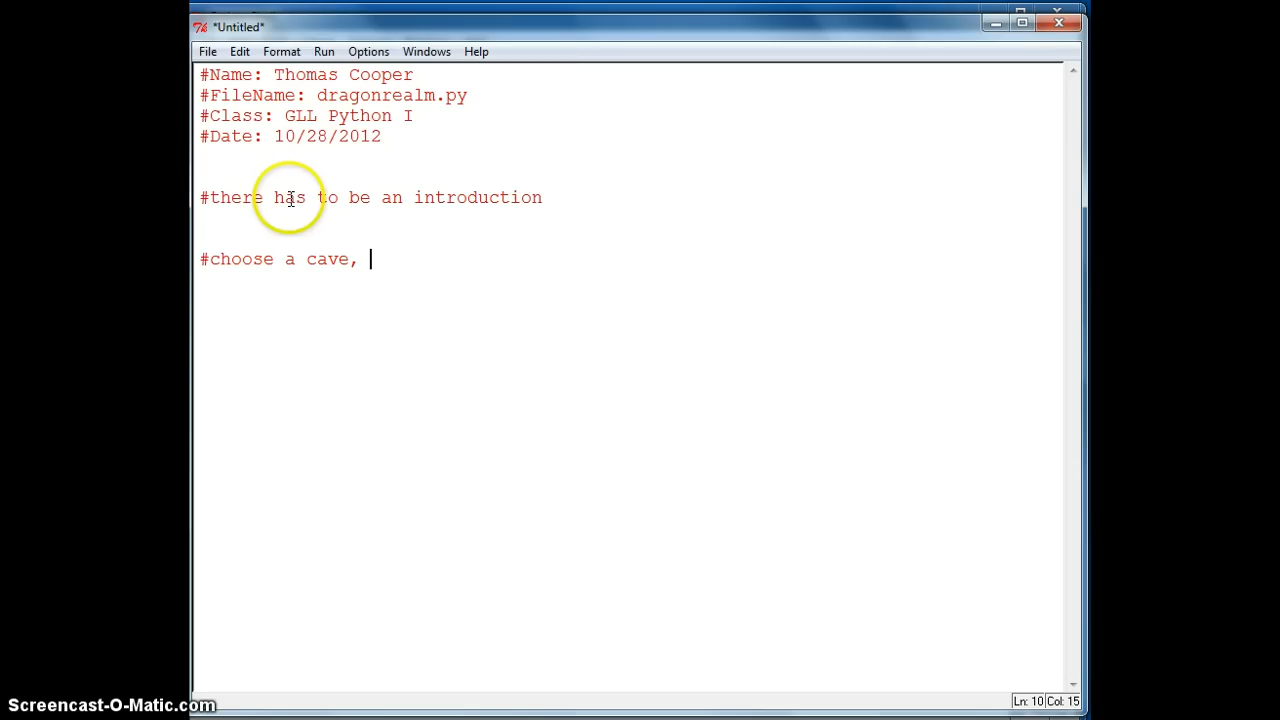 *Untitled*
File Edit Format Run Options Windows Help
#Name: Thomas Cooper
#FileName: dragonrealm.py
#Class: GLL Python I
#Date: 10/28/2012
#there has to be an introduction
#choose a cave,
Ln: 10 Col: 15
Screencast-O-Matic.com